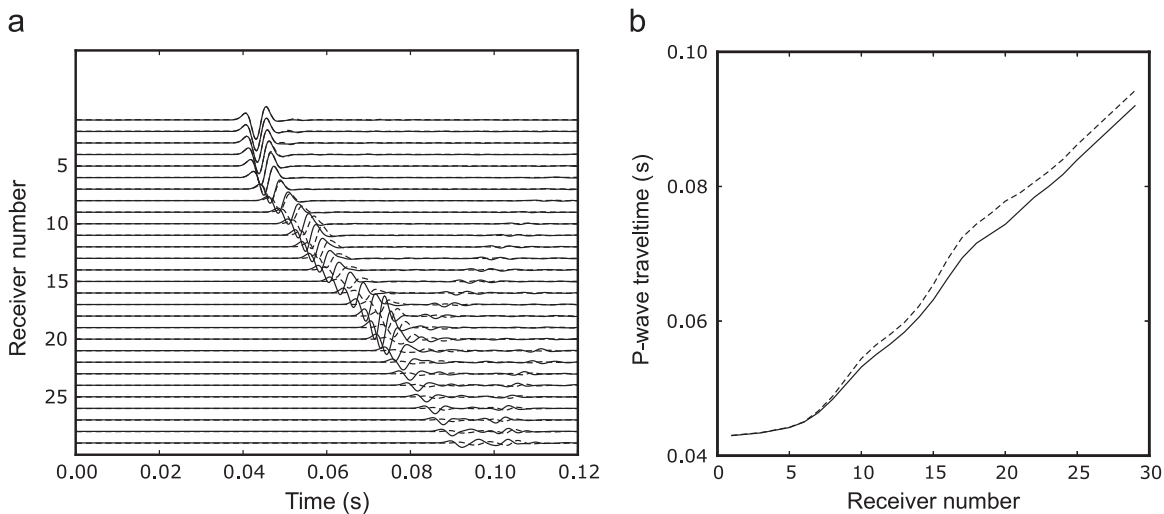 a
Receiver number
5
10
15
20
25
0.00 0.02 0.04 0.06 0.08 0.10 0.12
Time (s)
b
P-wave traveltime (s)
0.10
0.08
0.06
0.04
0 5 10 15 20 25 30
Receiver number